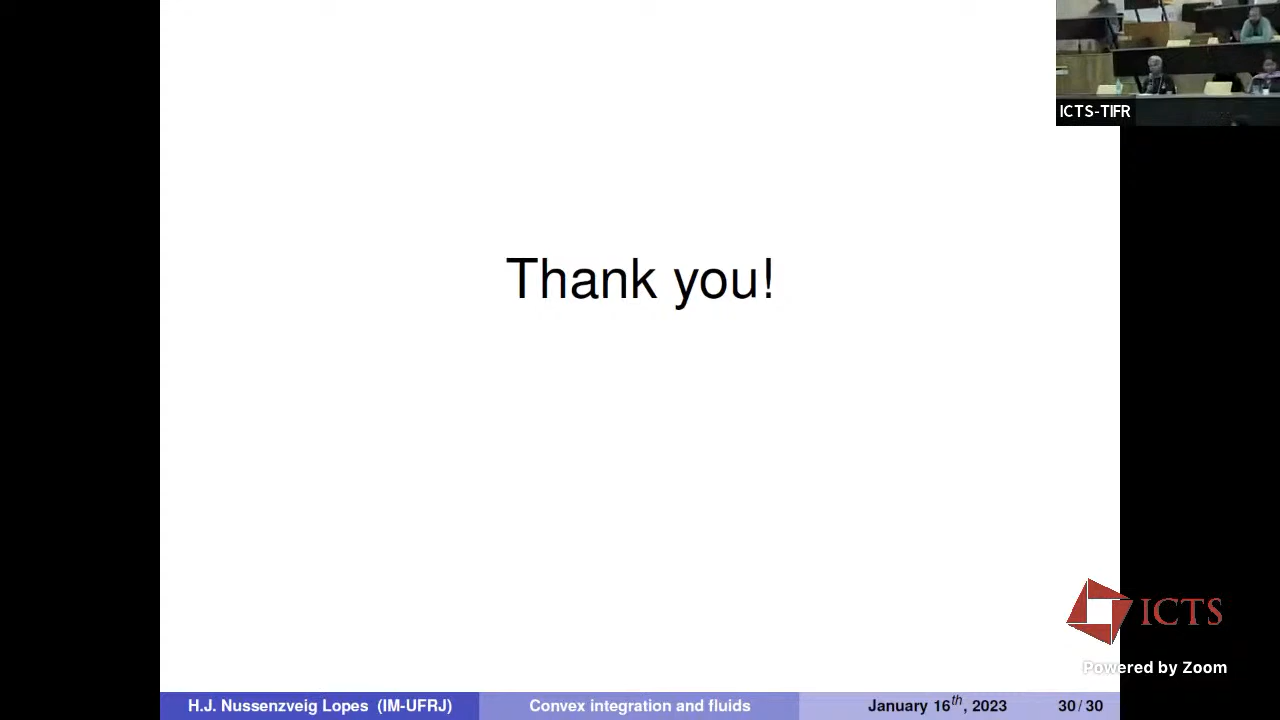 ICTS-TIFR
Thank you!
ICTS
Powered by Zoom
H.J. Nussenzveig Lopes (IM-UFRJ) Convex integration and fluids January 16th, 2023 30 / 30